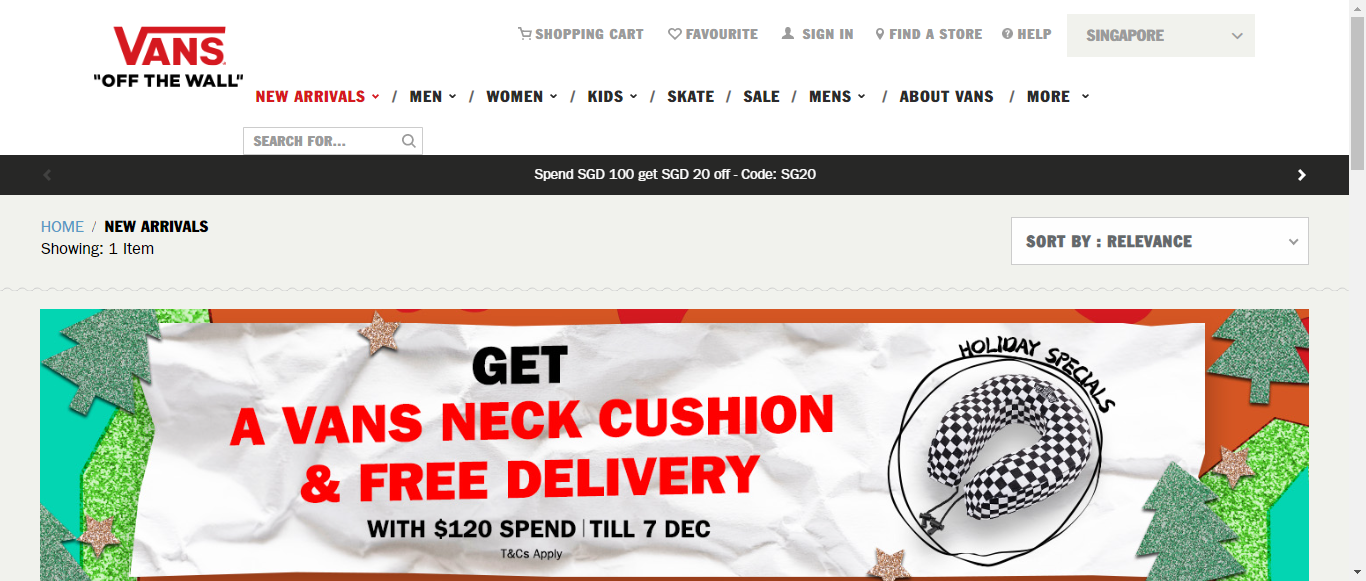 VANS
"OFF THE WALL"
SHOPPING CART FAVOURITE SIGN IN FIND A STORE HELP SINGAPORE
NEW ARRIVALS / MEN / WOMEN / KIDS / SKATE / SALE / MENS / ABOUT VANS / MORE
SEARCH FOR...
Spend SGD 100 get SGD 20 off - Code: SG20
HOME / NEW ARRIVALS
Showing: 1 Item
SORT BY : RELEVANCE
GET
A VANS NECK CUSHION
& FREE DELIVERY
WITH $120 SPEND | TILL 7 DEC
T&Cs Apply
HOLIDAY SPECIALS